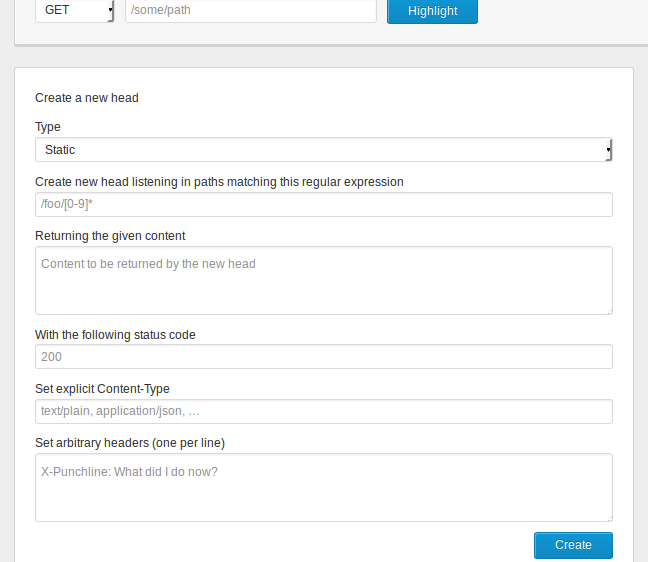 GET /some/path Highlight
Create a new head
Type
Static
Create new head listening in paths matching this regular expression
/foo/[0-9]*
Returning the given content
Content to be returned by the new head
With the following status code
200
Set explicit Content-Type
text/plain, application/json, …
Set arbitrary headers (one per line)
X-Punchline: What did I do now?
Create